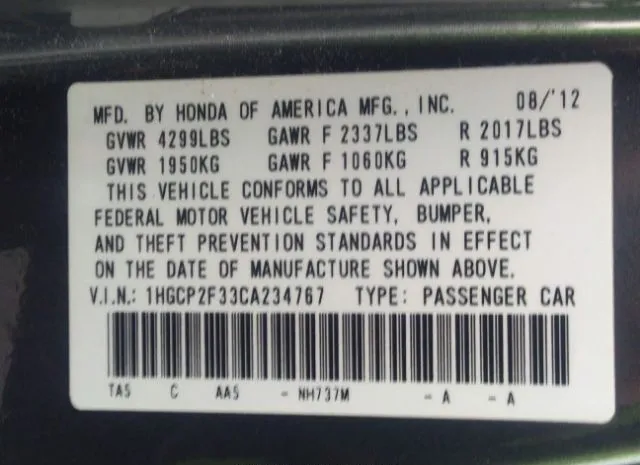 MFD. BY HONDA OF AMERICA MFG., INC. 08/'12
GVWR 4299LBS GAWR F 2337LBS R 2017LBS
GVWR 1950KG GAWR F 1060KG R 915KG
THIS VEHICLE CONFORMS TO ALL APPLICABLE
FEDERAL MOTOR VEHICLE SAFETY, BUMPER,
AND THEFT PREVENTION STANDARDS IN EFFECT
ON THE DATE OF MANUFACTURE SHOWN ABOVE.
V.I.N.: 1HGCP2F33CA234767 TYPE: PASSENGER CAR
TA5 C AA5 - NH737M - A - A